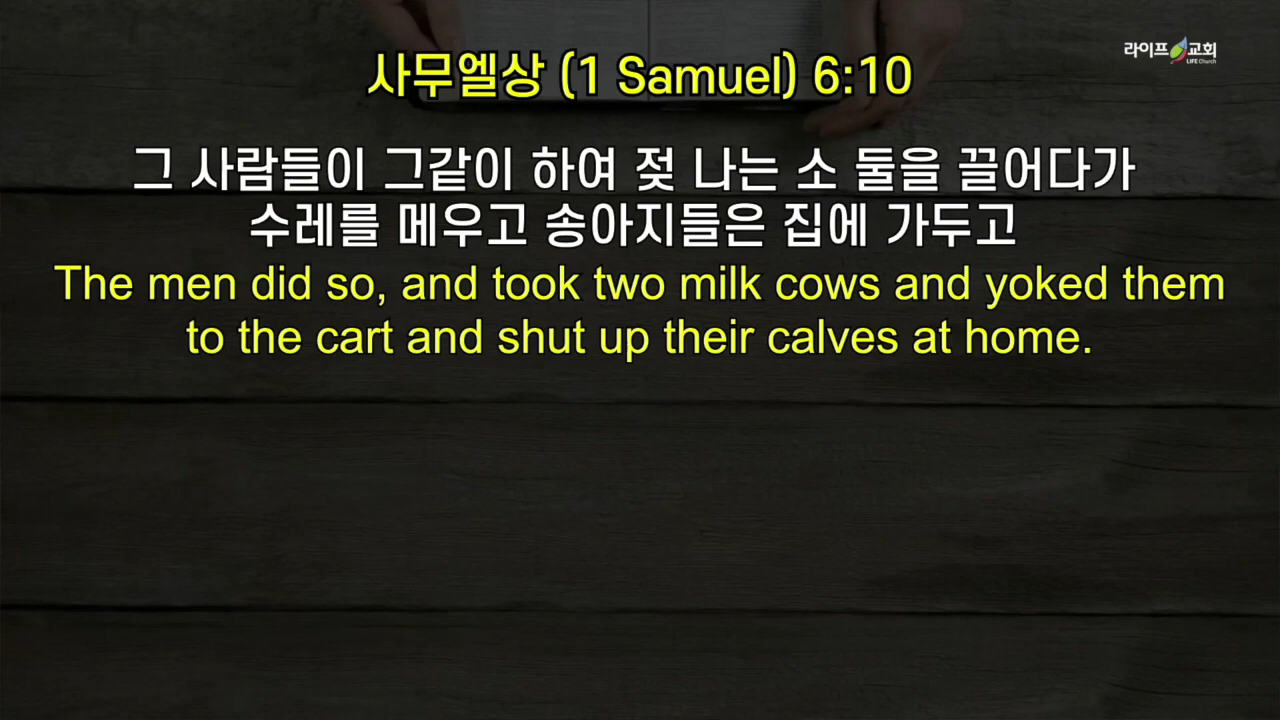 라이프 교회
LIFE Church
사무엘상 (1 Samuel) 6:10
그 사람들이 그같이 하여 젖 나는 소 둘을 끌어다가
수레를 메우고 송아지들은 집에 가두고
The men did so, and took two milk cows and yoked them
to the cart and shut up their calves at home.